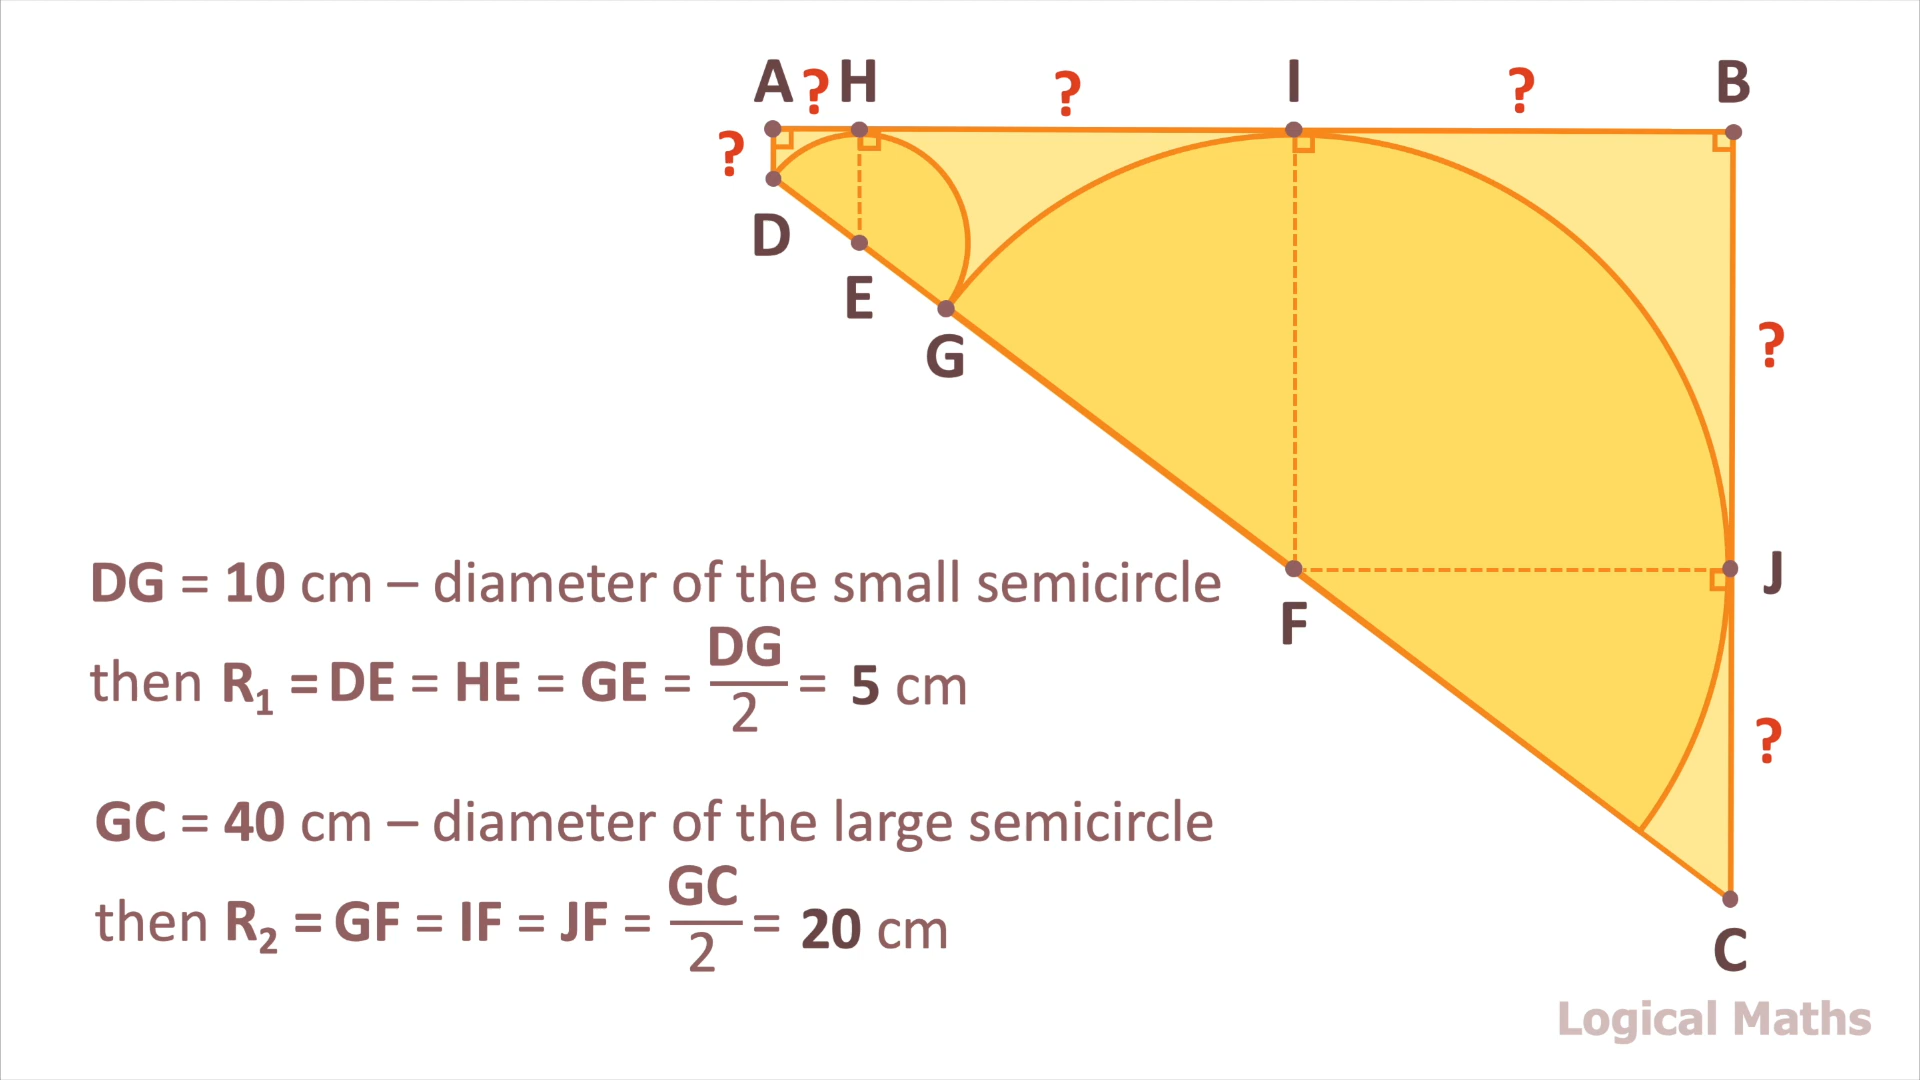 A ? H ? I ? B
?
D
E
G
?
F
J
?
C
DG = 10 cm – diameter of the small semicircle
then R₁ = DE = HE = GE = DG/2 = 5 cm
GC = 40 cm – diameter of the large semicircle
then R₂ = GF = IF = JF = GC/2 = 20 cm
Logical Maths